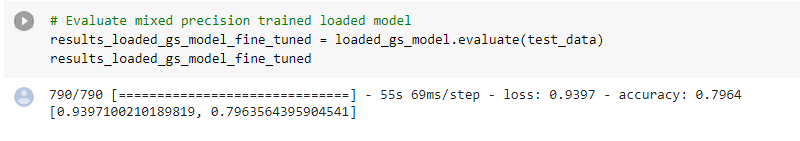 # Evaluate mixed precision trained loaded model
results_loaded_gs_model_fine_tuned = loaded_gs_model.evaluate(test_data)
results_loaded_gs_model_fine_tuned
790/790 [==============================] - 55s 69ms/step - loss: 0.9397 - accuracy: 0.7964
[0.9397100210189819, 0.7963564395904541]